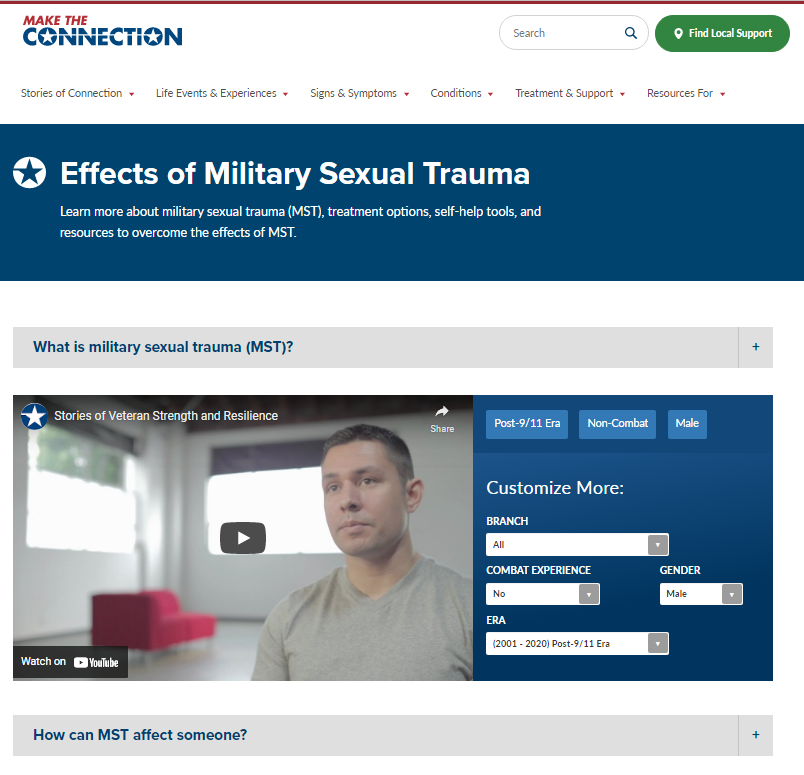 MAKE THE
CONNECTION
Search
Find Local Support
Stories of Connection
Life Events & Experiences
Signs & Symptoms
Conditions
Treatment & Support
Resources For
Effects of Military Sexual Trauma
Learn more about military sexual trauma (MST), treatment options, self-help tools, and
resources to overcome the effects of MST.
What is military sexual trauma (MST)?
+
Stories of Veteran Strength and Resilience
Share
Watch on YouTube
Post-9/11 Era
Non-Combat
Male
Customize More:
BRANCH
All
COMBAT EXPERIENCE
GENDER
No
Male
ERA
(2001 - 2020) Post-9/11 Era
How can MST affect someone?
+